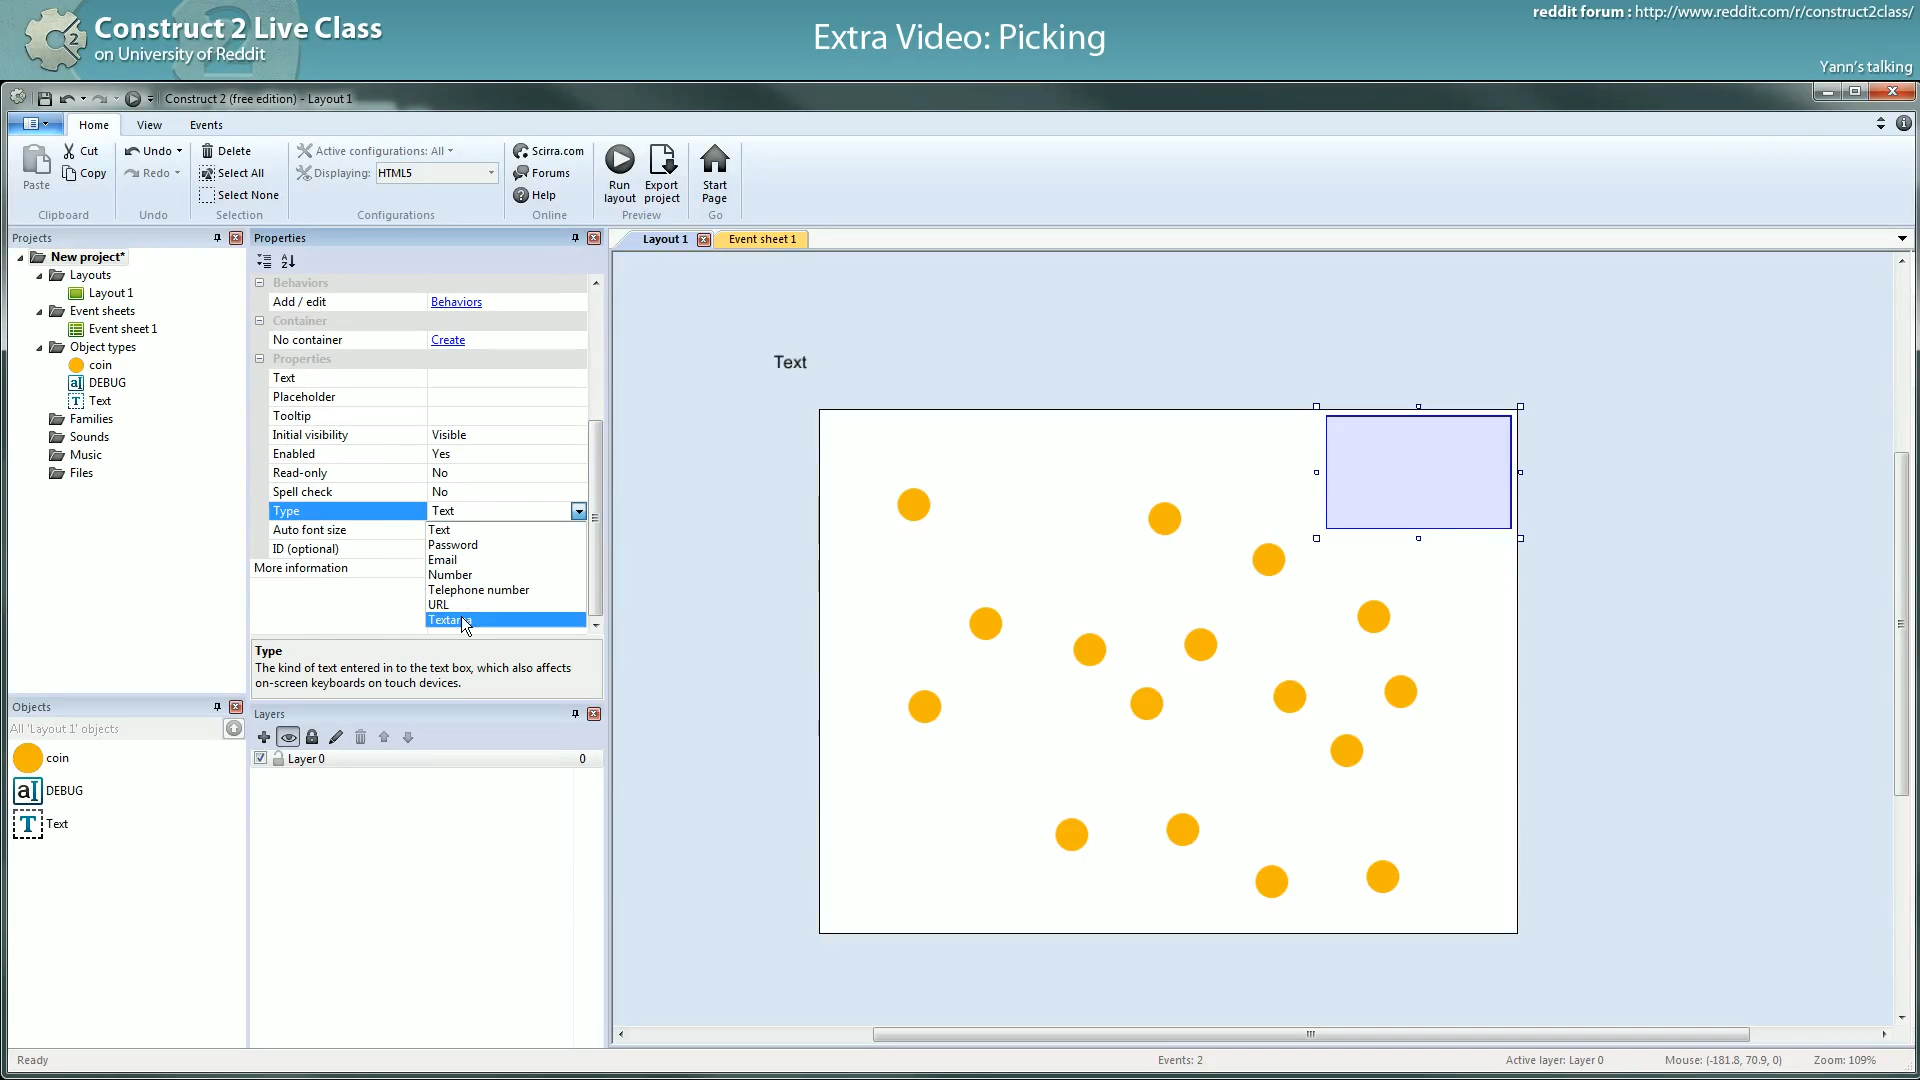 Construct 2 Live Class
on University of Reddit
Extra Video: Picking
reddit forum : http://www.reddit.com/r/construct2class/
Yann's talking
Construct 2 (free edition) - Layout 1
Home View Events
Paste
Cut
Copy
Clipboard
Undo
Redo
Undo
Delete
Select All
Select None
Selection
Active configurations: All
Displaying: HTML5
Configurations
Scirra.com
Forums
Help
Online
Run layout
Export project
Preview
Start Page
Go
Projects
New project*
Layouts
Layout 1
Event sheets
Event sheet 1
Object types
coin
DEBUG
Text
Families
Sounds
Music
Files
Properties
Behaviors
Add / edit Behaviors
Container
No container Create
Properties
Text
Placeholder
Tooltip
Initial visibility Visible
Enabled Yes
Read-only No
Spell check No
Type Text
Auto font size
ID (optional)
More information
Text
Password
Email
Number
Telephone number
URL
Type
The kind of text entered in to the text box, which also affects
on-screen keyboards on touch devices.
Objects
All 'Layout 1' objects
coin
DEBUG
Text
Layers
Layer 0 0
Layout 1 Event sheet 1
Text
Ready Events: 2 Active layer: Layer 0 Mouse: (-181.8, 70.9, 0) Zoom: 109%